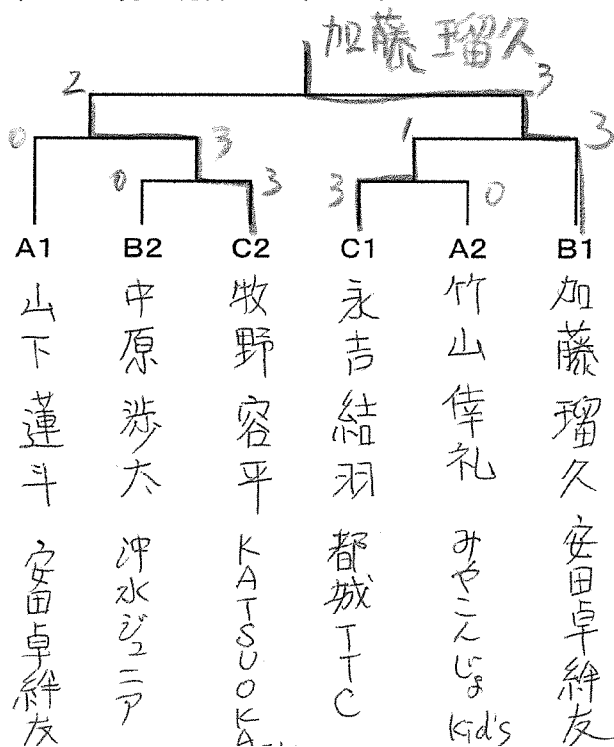 加藤 瑠久
2 3
0 3 1 3
0 3 3 0
A1 B2 C2 C1 A2 B1
山下蓮斗 安田卓絆友
中原渉太 沖水ジュニア
牧野容平 KATSUOKA
永吉結羽 都城TTC
竹山倖礼 みやこんじょ Kid's
加藤瑠久 安田卓絆友